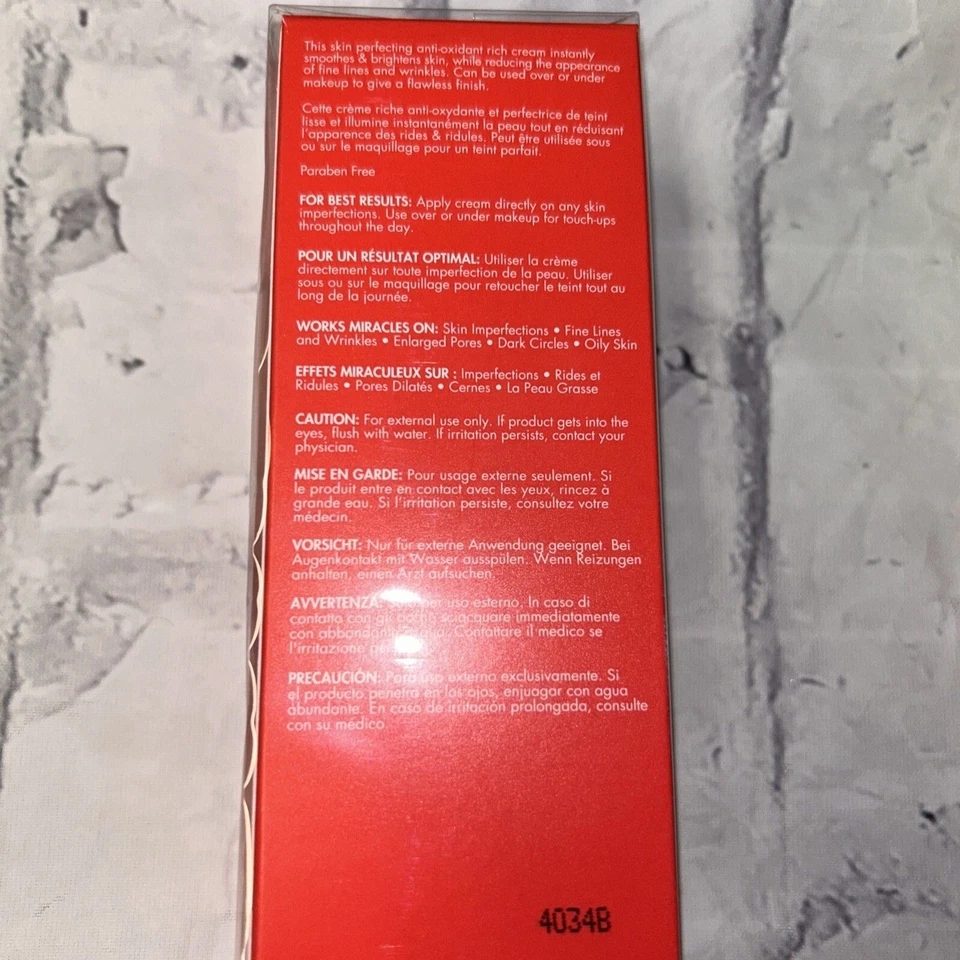 This skin perfecting anti-oxidant rich cream instantly
smoothes & brightens skin, while reducing the appearance
of fine lines and wrinkles. Can be used over or under
makeup to give a flawless finish.
Cette crème riche anti-oxydante et perfectrice de teint
lisse et illumine instantanément la peau tout en réduisant
l'apparence des rides & ridules. Peut être utilisée sous
ou sur le maquillage pour un teint parfait.
Paraben Free
FOR BEST RESULTS: Apply cream directly on any skin
imperfections. Use over or under makeup for touch-ups
throughout the day.
POUR UN RÉSULTAT OPTIMAL: Utiliser la crème
directement sur toute imperfection de la peau. Utiliser
sous ou sur le maquillage pour retoucher le teint tout au
long de la journée.
WORKS MIRACLES ON: Skin Imperfections • Fine Lines
and Wrinkles • Enlarged Pores • Dark Circles • Oily Skin
EFFETS MIRACULEUX SUR : Imperfections • Rides et
Ridules • Pores Dilatés • Cernes • La Peau Grasse
CAUTION: For external use only. If product gets into the
eyes, flush with water. If irritation persists, contact your
physician.
MISE EN GARDE: Pour usage externe seulement. Si
le produit entre en contact avec les yeux, rincez à
grande eau. Si l'irritation persiste, consultez votre
médecin.
VORSICHT: Nur für externe Anwendung geeignet. Bei
Augenkontakt mit Wasser ausspülen. Wenn Reizungen
anhalten, einen Arzt aufsuchen.
AVVERTENZA: per uso esterno. In caso di
contatto con gli occhi, sciacquare immediatamente
con Contattare il medico se
l'irritazione
PRECAUCIÓN: Para uso externo exclusivamente. Si
el producto penetra en los ojos, enjuagar con agua
abundante. En caso de irritación prolongada, consulte
con su médico.
4034B